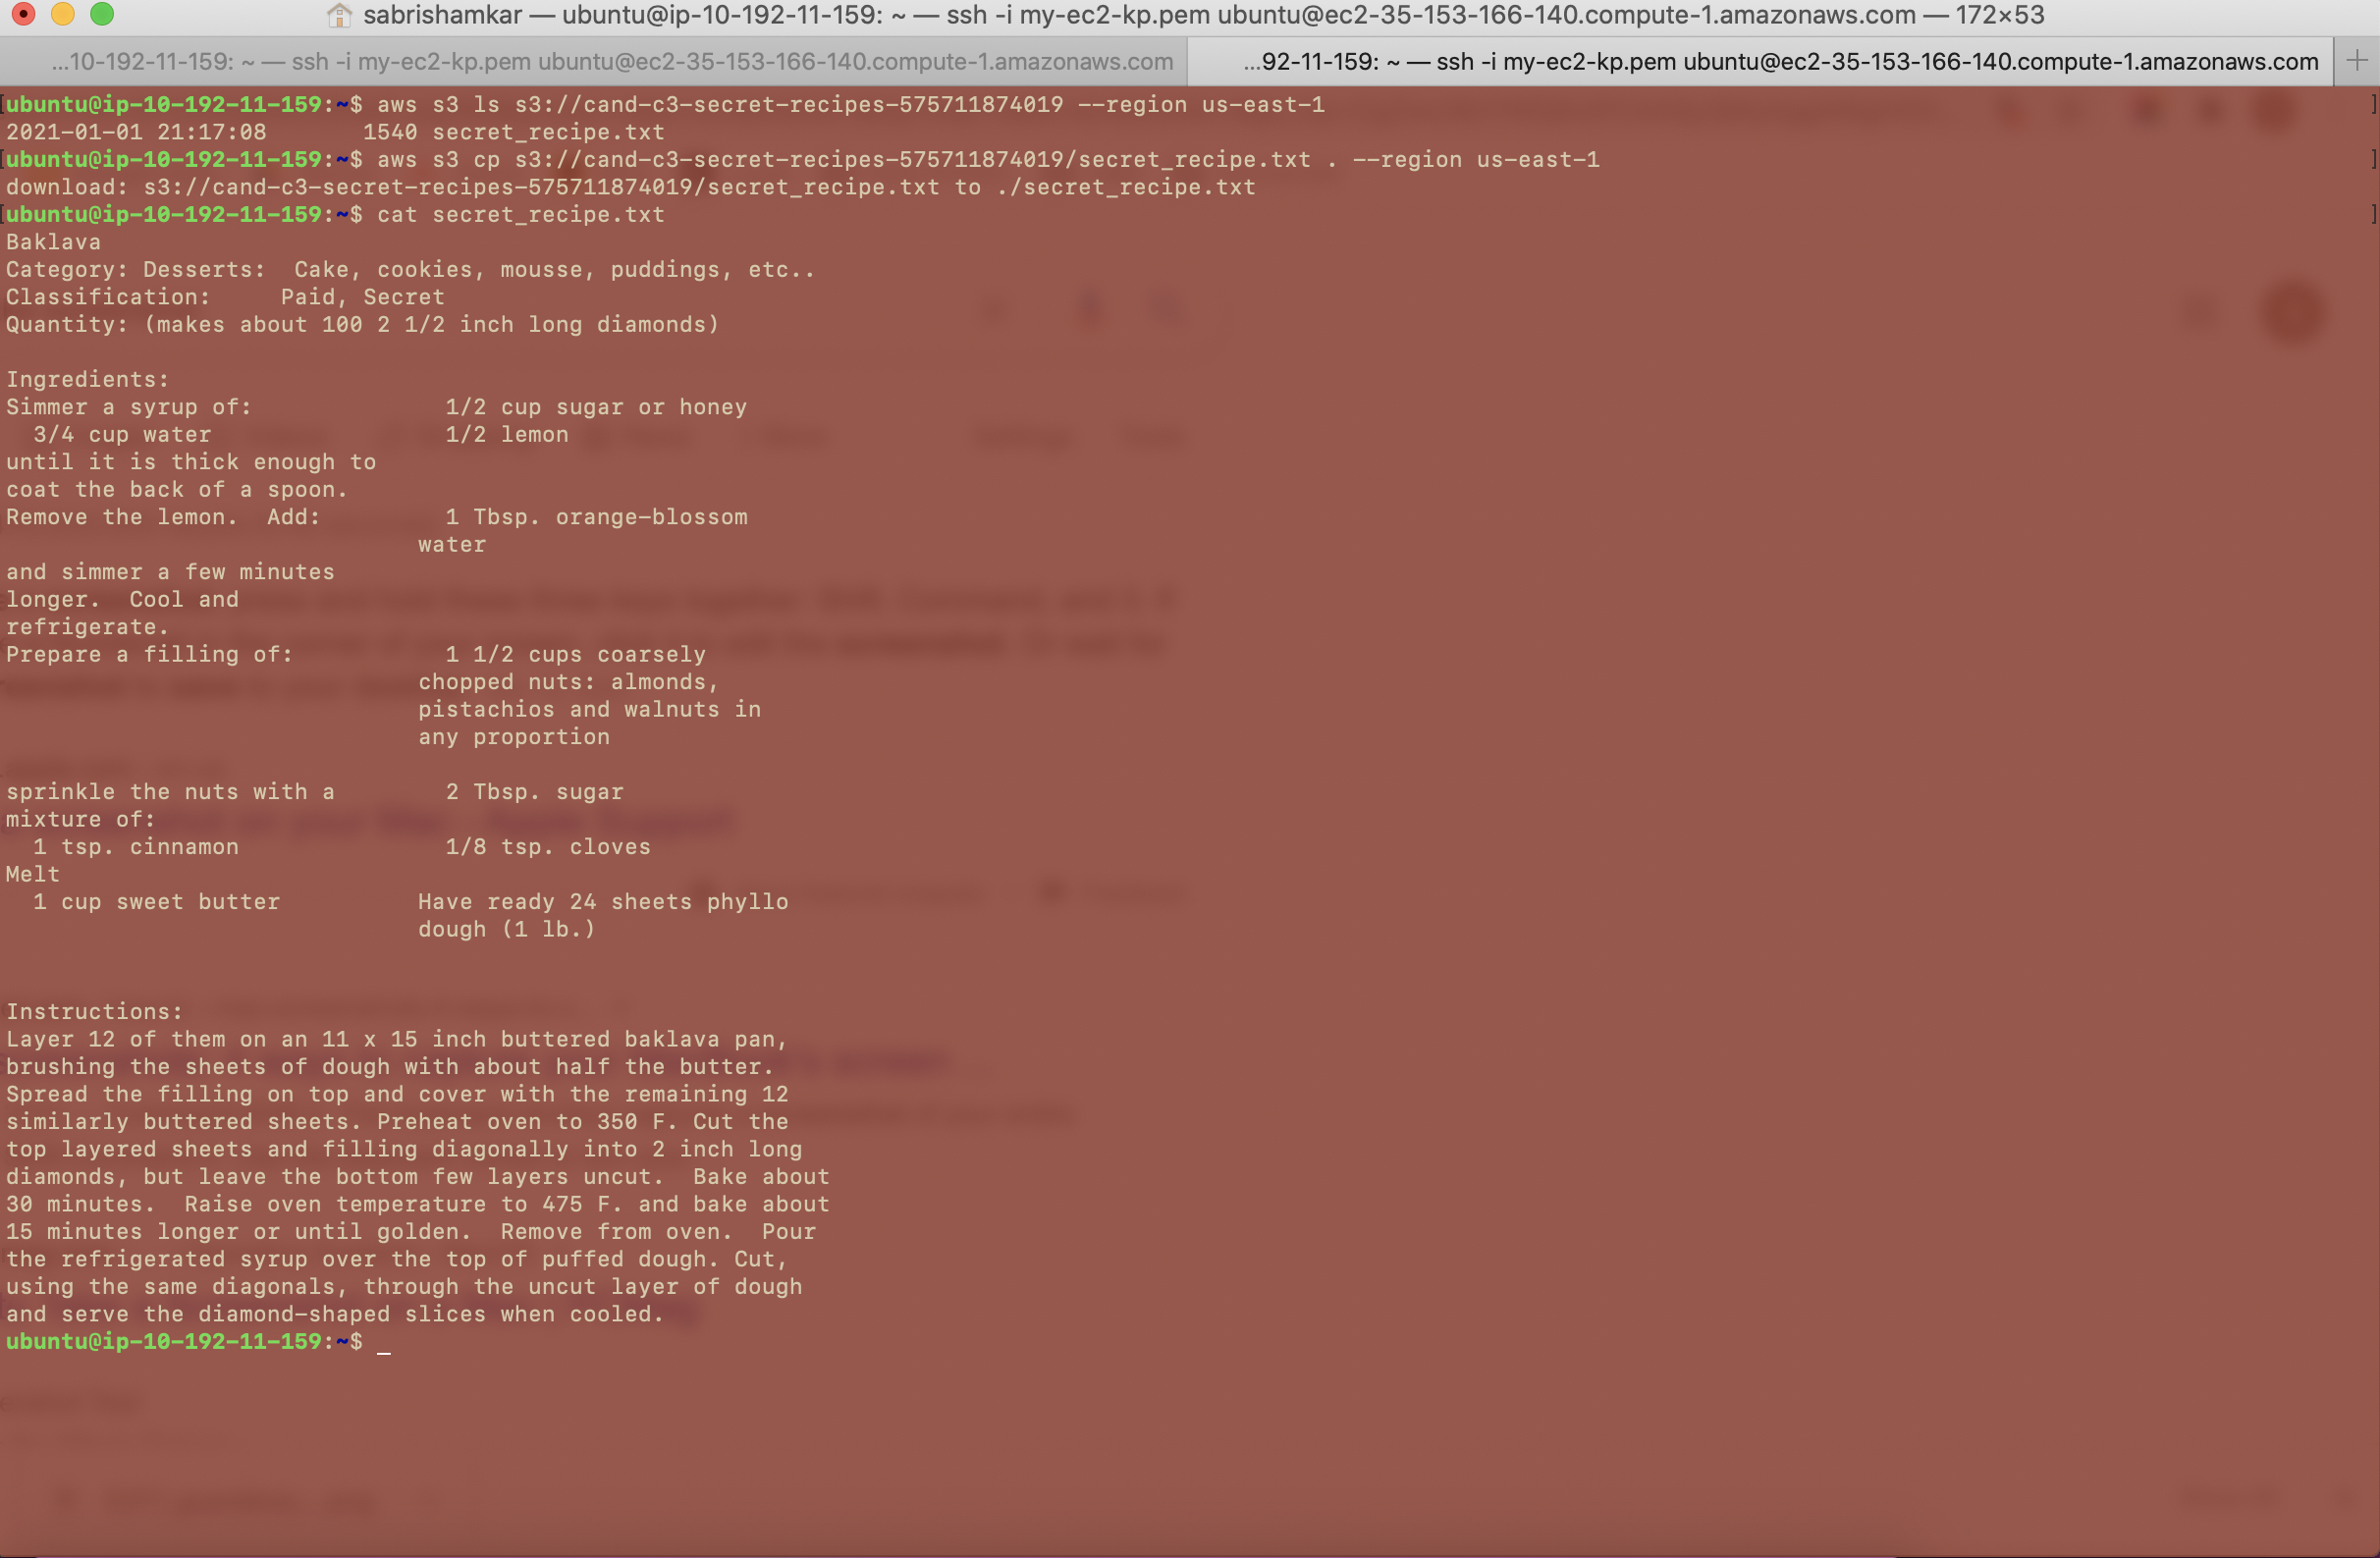 sabrishamkar — ubuntu@ip-10-192-11-159: ~ — ssh -i my-ec2-kp.pem ubuntu@ec2-35-153-166-140.compute-1.amazonaws.com — 172×53
...10-192-11-159: ~ — ssh -i my-ec2-kp.pem ubuntu@ec2-35-153-166-140.compute-1.amazonaws.com ...92-11-159: ~ — ssh -i my-ec2-kp.pem ubuntu@ec2-35-153-166-140.compute-1.amazonaws.com +
[ubuntu@ip-10-192-11-159:~$ aws s3 ls s3://cand-c3-secret-recipes-575711874019 --region us-east-1 ]
2021-01-01 21:17:08       1540 secret_recipe.txt
[ubuntu@ip-10-192-11-159:~$ aws s3 cp s3://cand-c3-secret-recipes-575711874019/secret_recipe.txt . --region us-east-1 ]
download: s3://cand-c3-secret-recipes-575711874019/secret_recipe.txt to ./secret_recipe.txt
[ubuntu@ip-10-192-11-159:~$ cat secret_recipe.txt ]
Baklava
Category: Desserts:  Cake, cookies, mousse, puddings, etc..
Classification:     Paid, Secret
Quantity: (makes about 100 2 1/2 inch long diamonds)
Ingredients:
Simmer a syrup of:              1/2 cup sugar or honey
  3/4 cup water                 1/2 lemon
until it is thick enough to
coat the back of a spoon.
Remove the lemon.  Add:         1 Tbsp. orange-blossom
                              water
and simmer a few minutes
longer.  Cool and
refrigerate.
Prepare a filling of:           1 1/2 cups coarsely
                              chopped nuts: almonds,
                              pistachios and walnuts in
                              any proportion
sprinkle the nuts with a        2 Tbsp. sugar
mixture of:
  1 tsp. cinnamon               1/8 tsp. cloves
Melt
  1 cup sweet butter          Have ready 24 sheets phyllo
                              dough (1 lb.)
Instructions:
Layer 12 of them on an 11 x 15 inch buttered baklava pan,
brushing the sheets of dough with about half the butter.
Spread the filling on top and cover with the remaining 12
similarly buttered sheets. Preheat oven to 350 F. Cut the
top layered sheets and filling diagonally into 2 inch long
diamonds, but leave the bottom few layers uncut.  Bake about
30 minutes.  Raise oven temperature to 475 F. and bake about
15 minutes longer or until golden.  Remove from oven.  Pour
the refrigerated syrup over the top of puffed dough. Cut,
using the same diagonals, through the uncut layer of dough
and serve the diamond-shaped slices when cooled.
ubuntu@ip-10-192-11-159:~$ _